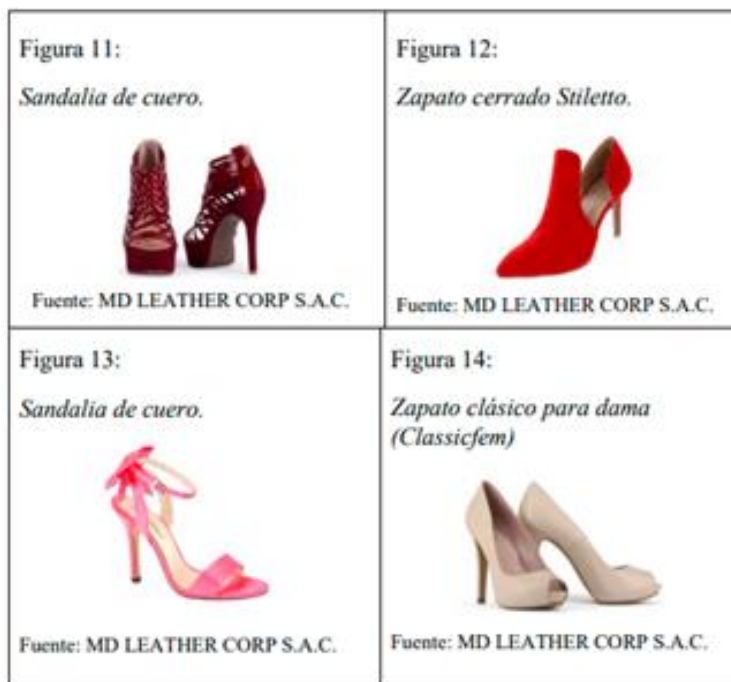 Figura 11:
Sandalia de cuero.
Fuente: MD LEATHER CORP S.A.C.
Figura 12:
Zapato cerrado Stiletto.
Fuente: MD LEATHER CORP S.A.C.
Figura 13:
Sandalia de cuero.
Fuente: MD LEATHER CORP S.A.C.
Figura 14:
Zapato clásico para dama
(Classicfem)
Fuente: MD LEATHER CORP S.A.C.